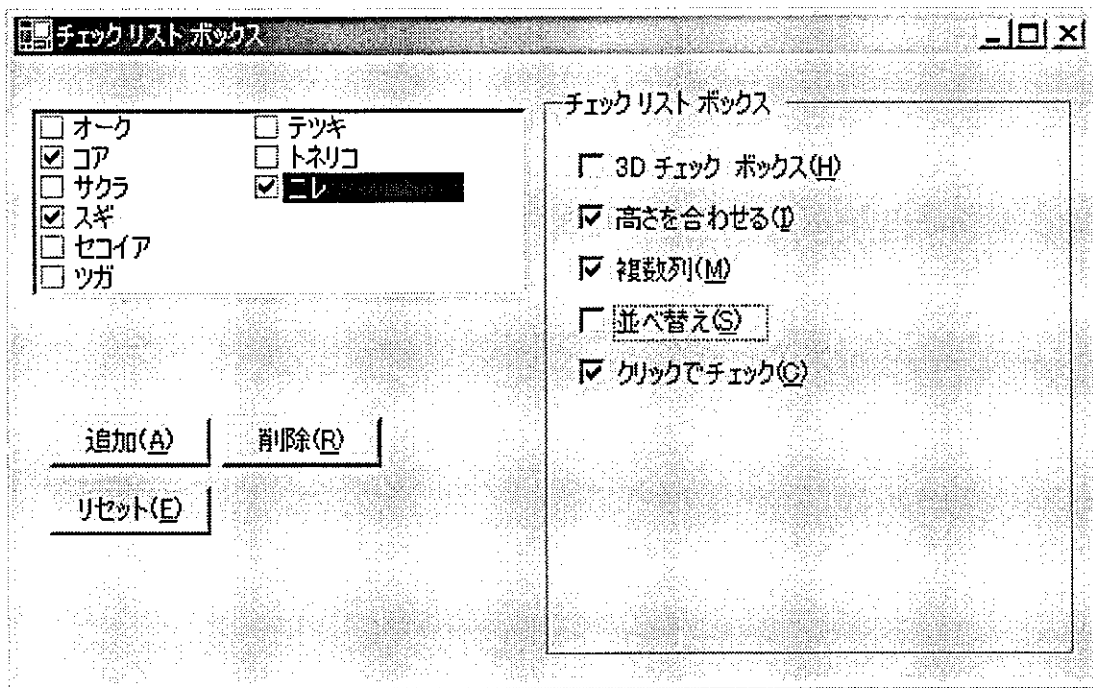 チェック リスト ボックス
オーク
コア
サクラ
スギ
セコイア
ツガ
テツキ
トネリコ
ニレ
追加(A)
削除(R)
リセット(E)
チェック リスト ボックス
3D チェック ボックス(H)
高さを合わせる(I)
複数列(M)
並べ替え(S)
クリックでチェック(C)